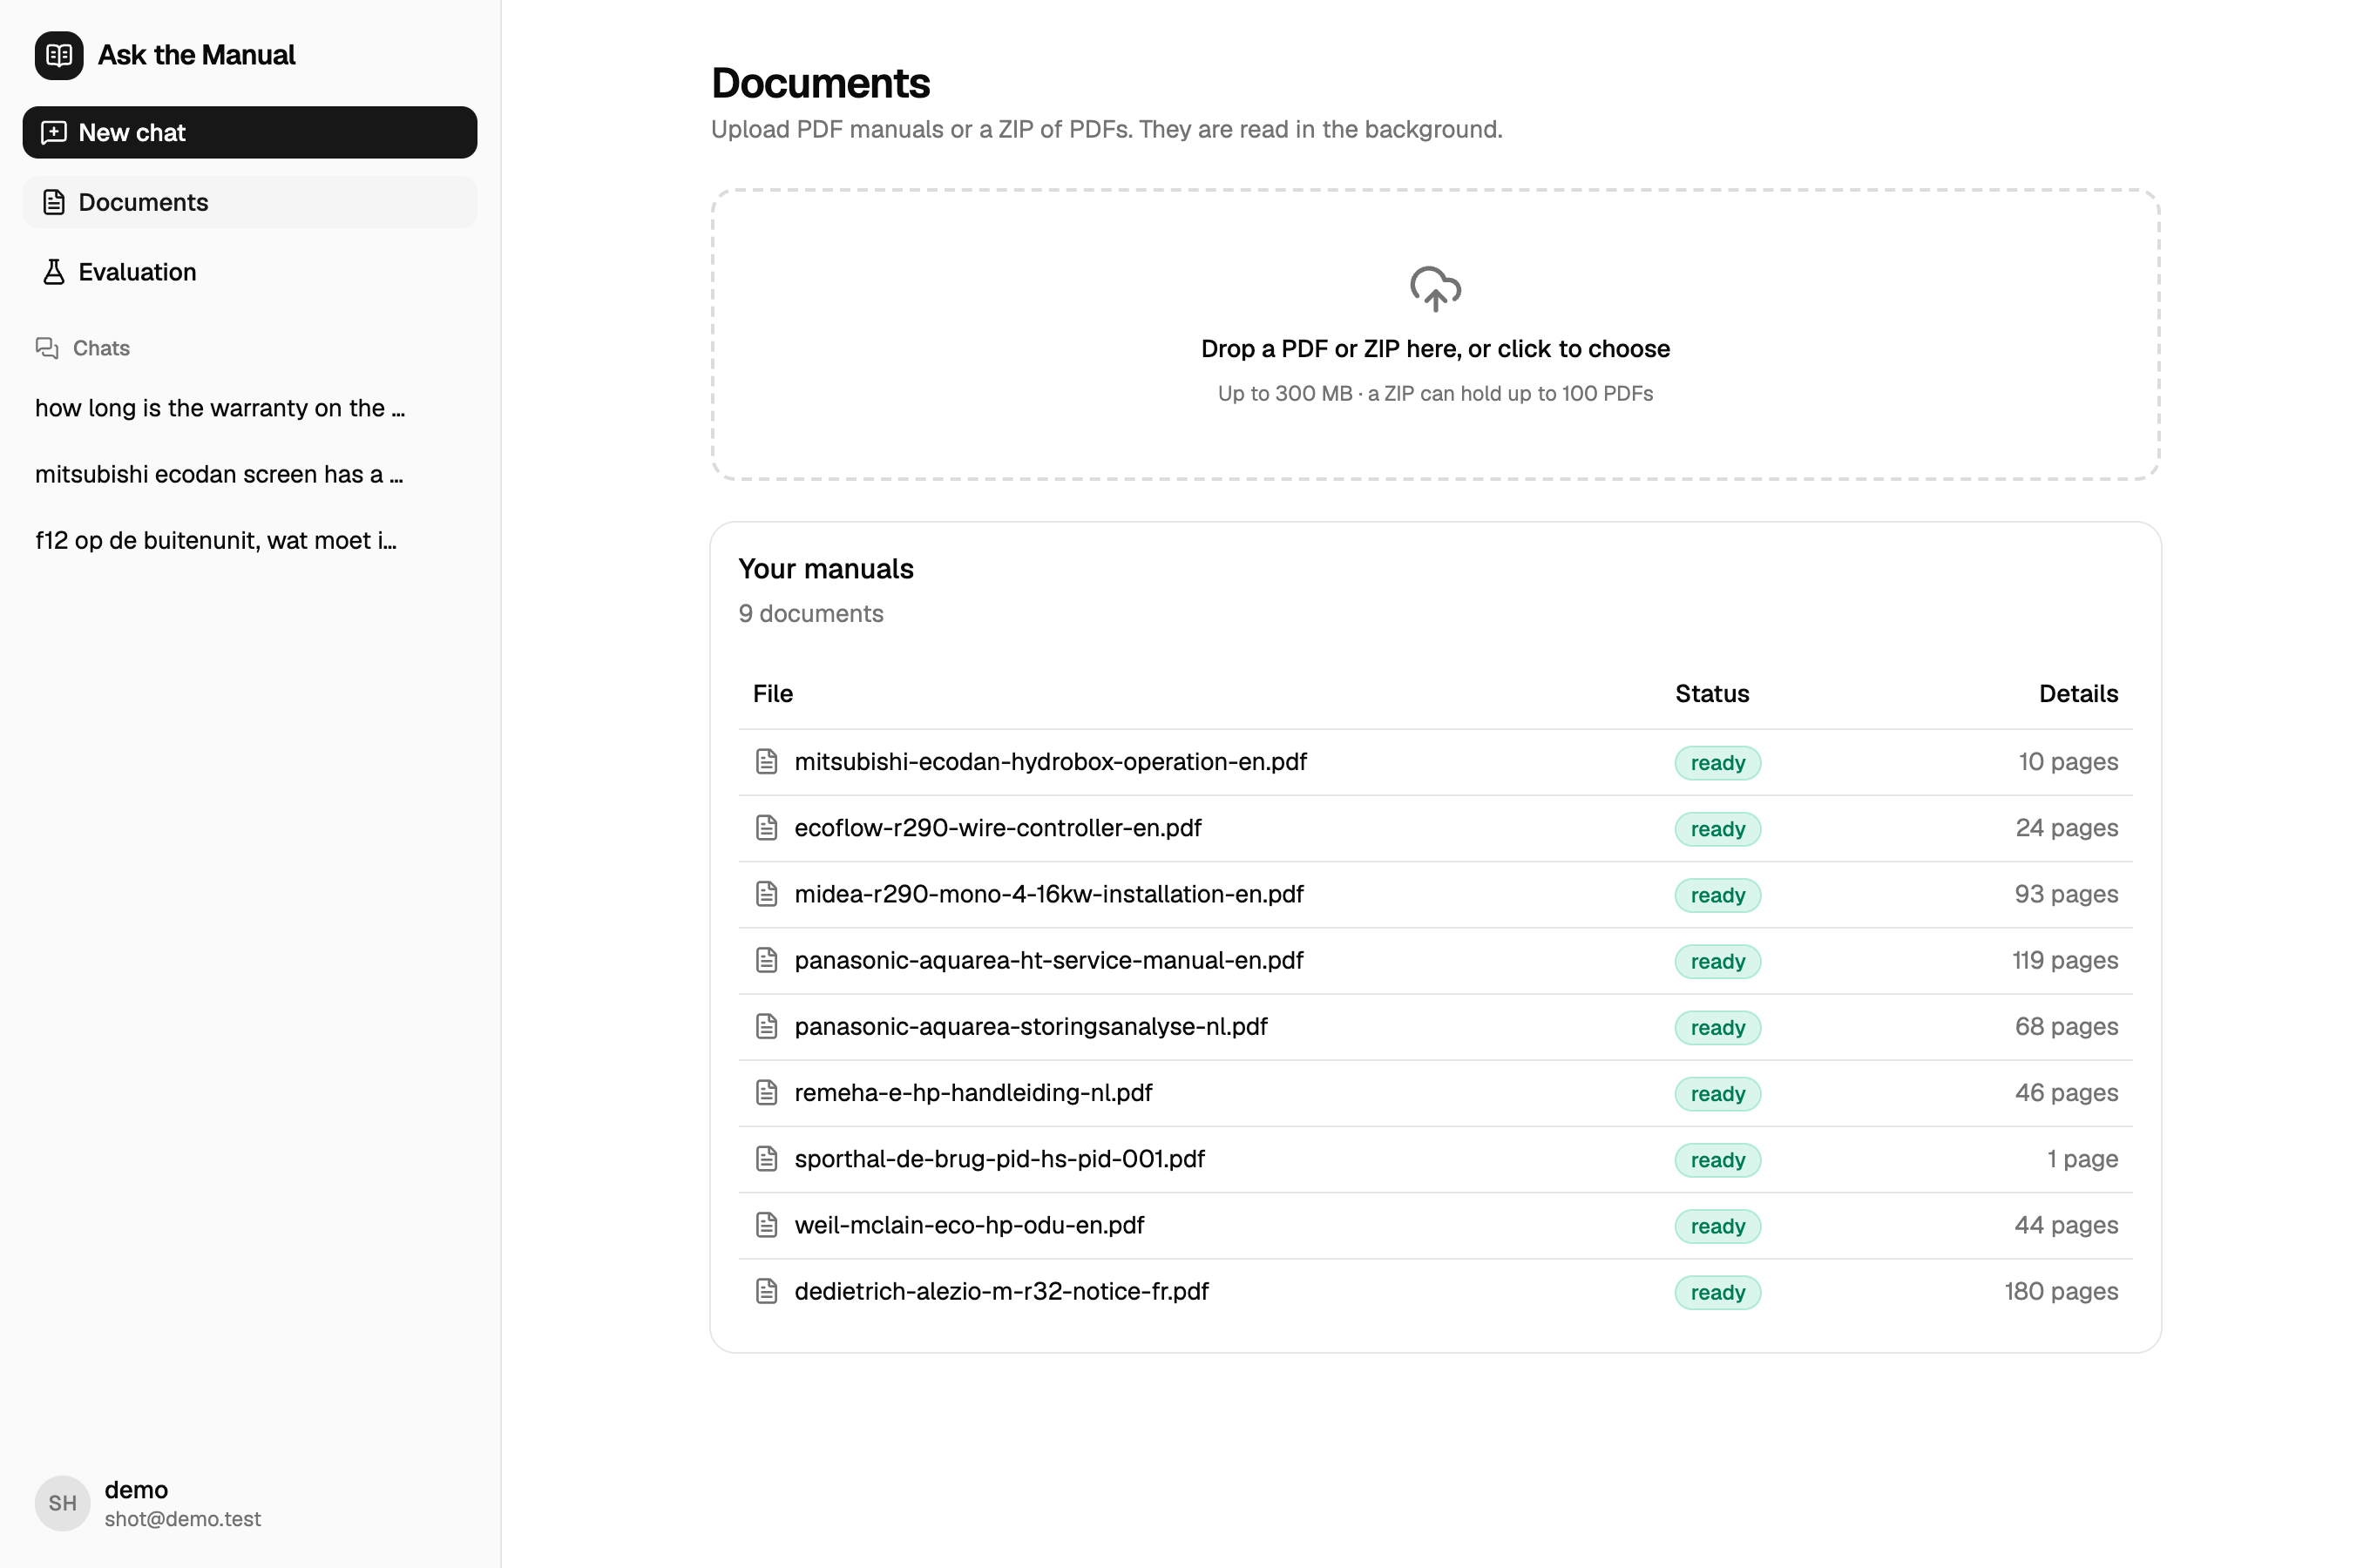 Ask the Manual
New chat
Documents
Evaluation
Chats
how long is the warranty on the ...
mitsubishi ecodan screen has a ...
f12 op de buitenunit, wat moet i...
demo
SH
shot@demo.test
Documents
Upload PDF manuals or a ZIP of PDFs. They are read in the background.
Drop a PDF or ZIP here, or click to choose
Up to 300 MB · a ZIP can hold up to 100 PDFs
Your manuals
9 documents
File Status Details
mitsubishi-ecodan-hydrobox-operation-en.pdf ready 10 pages
ecoflow-r290-wire-controller-en.pdf ready 24 pages
midea-r290-mono-4-16kw-installation-en.pdf ready 93 pages
panasonic-aquarea-ht-service-manual-en.pdf ready 119 pages
panasonic-aquarea-storingsanalyse-nl.pdf ready 68 pages
remeha-e-hp-handleiding-nl.pdf ready 46 pages
sporthal-de-brug-pid-hs-pid-001.pdf ready 1 page
weil-mclain-eco-hp-odu-en.pdf ready 44 pages
dedietrich-alezio-m-r32-notice-fr.pdf ready 180 pages